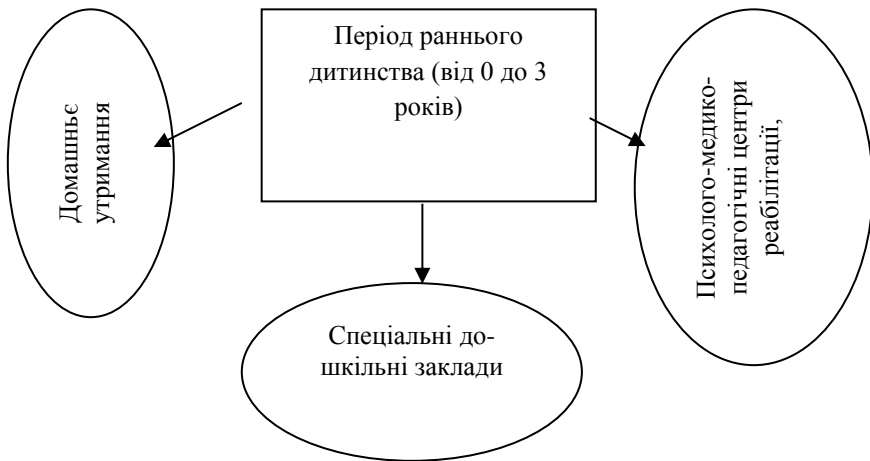 Період раннього
дитинства (від 0 до 3
років)
Домашнє
утримання
Психолого-медико-
педагогічні центри
реабілітації,
Спеціальні до-
шкільні заклади